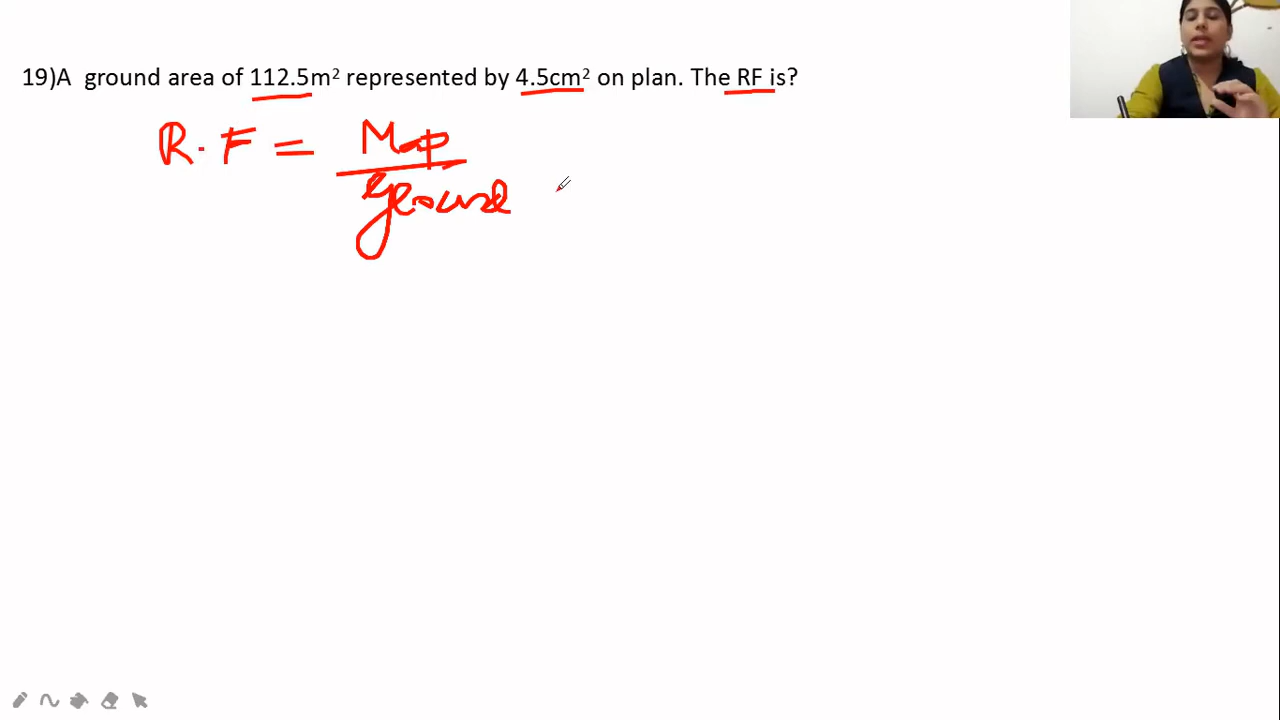 19)A ground area of 112.5m² represented by 4.5cm² on plan. The RF is?
R.F = Map
ground